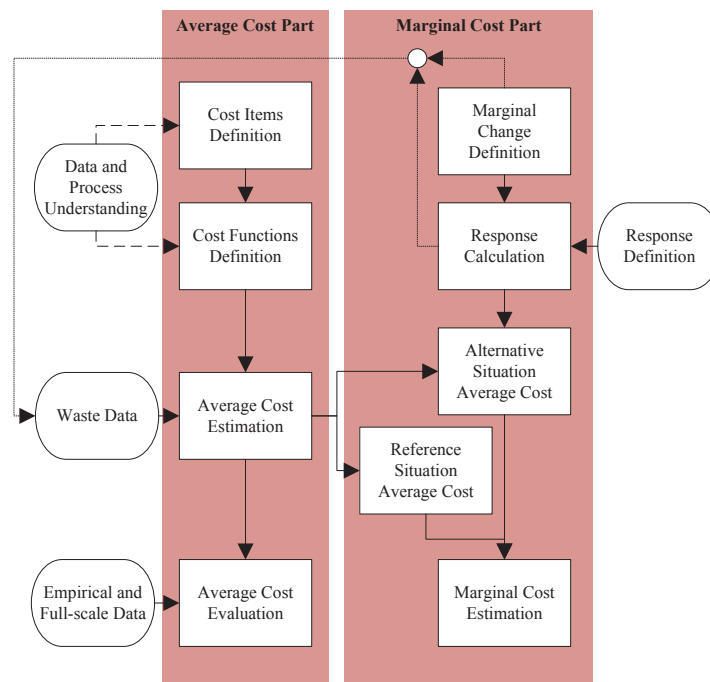 Average Cost Part
Marginal Cost Part
Cost Items
Definition
Marginal
Change
Definition
Data and
Process
Understanding
Cost Functions
Definition
Response
Calculation
Response
Definition
Alternative
Situation
Average Cost
Waste Data
Average Cost
Estimation
Reference
Situation
Average Cost
Empirical and
Full-scale Data
Average Cost
Evaluation
Marginal Cost
Estimation